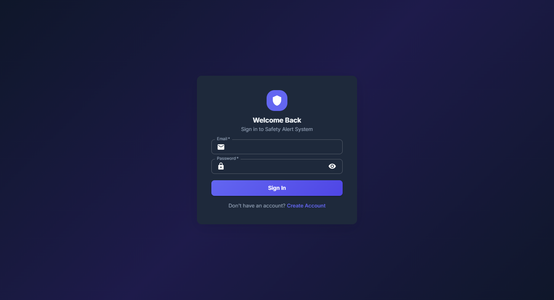 Welcome Back
Sign in to Safety Alert System
Email *
Password *
Sign In
Don't have an account? Create Account